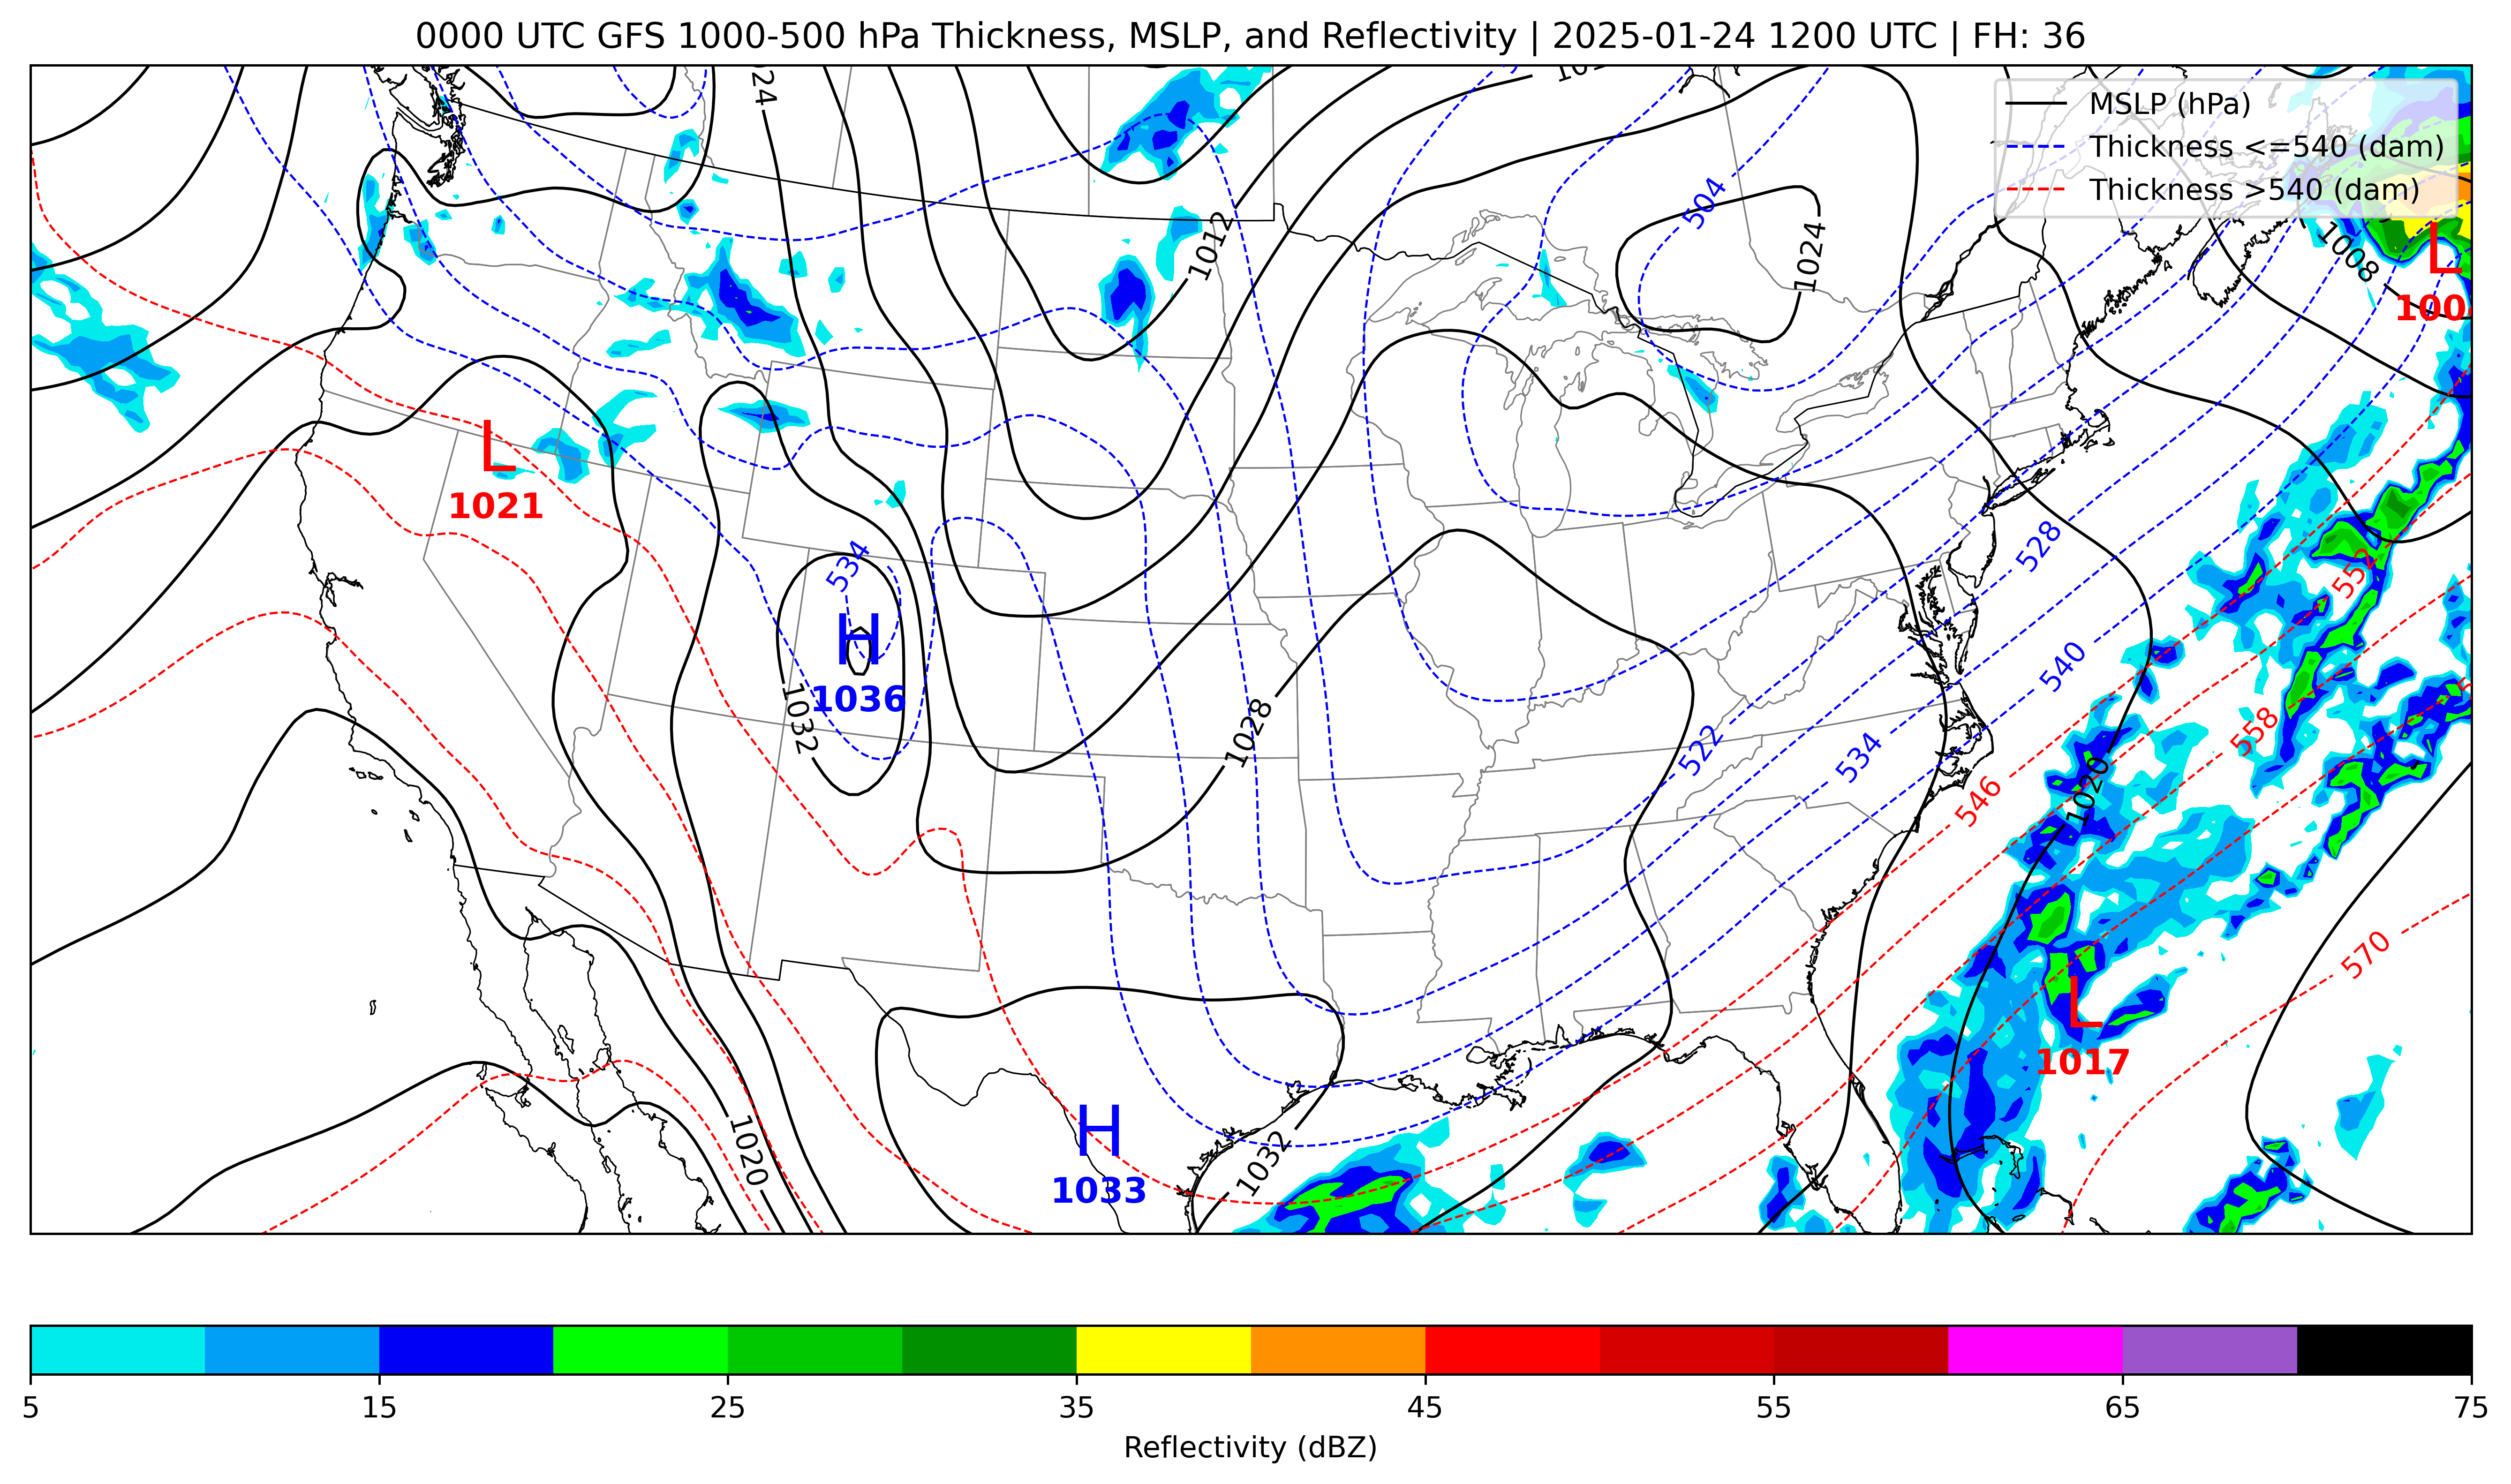 0000 UTC GFS 1000-500 hPa Thickness, MSLP, and Reflectivity | 2025-01-24 1200 UTC | FH: 36
MSLP (hPa)
Thickness <=540 (dam)
Thickness >540 (dam)
504
1012
1024
1008
L
L
1021
534
H
1036
1032
1028
528
540
552
558
522
534
546
1020
570
L
1017
H
1033
1032
1020
5 15 25 35 45 55 65 75
Reflectivity (dBZ)